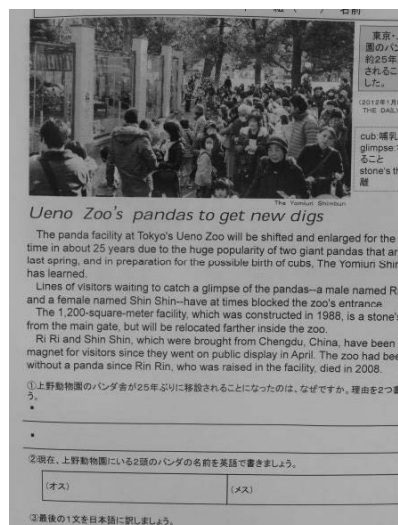 組 ( ) 名前
東京・
園のパン
約25年
されるこ
した。
(2012年1月
THE DAIL
cub:哺乳
glimpse:
ること
stone's th
離
The Yomiuri Shimbun
Ueno Zoo's pandas to get new digs
The panda facility at Tokyo's Ueno Zoo will be shifted and enlarged for the
time in about 25 years due to the huge popularity of two giant pandas that ar
last spring, and in preparation for the possible birth of cubs, The Yomiuri Shim
has learned.
Lines of visitors waiting to catch a glimpse of the pandas--a male named R
and a female named Shin Shin--have at times blocked the zoo's entrance.
The 1,200-square-meter facility, which was constructed in 1988, is a stone's
from the main gate, but will be relocated farther inside the zoo.
Ri Ri and Shin Shin, which were brought from Chengdu, China, have been
magnet for visitors since they went on public display in April. The zoo had bee
without a panda since Rin Rin, who was raised in the facility, died in 2008.
①上野動物園のパンダ舎が25年ぶりに移設されることになったのは、なぜですか。理由を2つ書
う。
②現在、上野動物園にいる2頭のパンダの名前を英語で書きましょう。
(オス) (メス)
③最後の1文を日本語に訳しましょう。